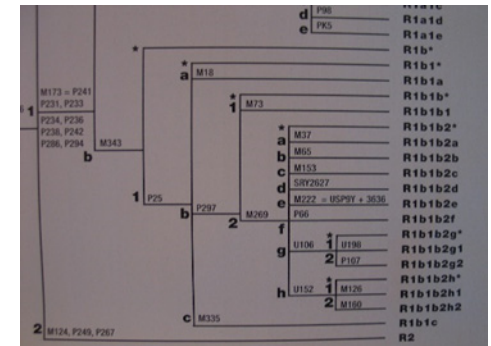 d P98 R1a1d
e PK5 R1a1e
* R1b*
* R1b1*
a M18 R1b1a
M173 = P241
P231, P233
1
P234, P236
P238, P242
P286, P294
b M343
* R1b1b*
1 M73 R1b1b1
* R1b1b2*
a M37 R1b1b2a
b M65 R1b1b2b
c M153 R1b1b2c
d SRY2627 R1b1b2d
1 P25
b P297
2 M269
e M222 = USP9Y + 3636 R1b1b2e
f P66 R1b1b2f
* R1b1b2g*
g U106 1 U198 R1b1b2g1
2 P107 R1b1b2g2
* R1b1b2h*
h U152 1 M126 R1b1b2h1
2 M160 R1b1b2h2
c M335 R1b1c
2 M124, P249, P267 R2